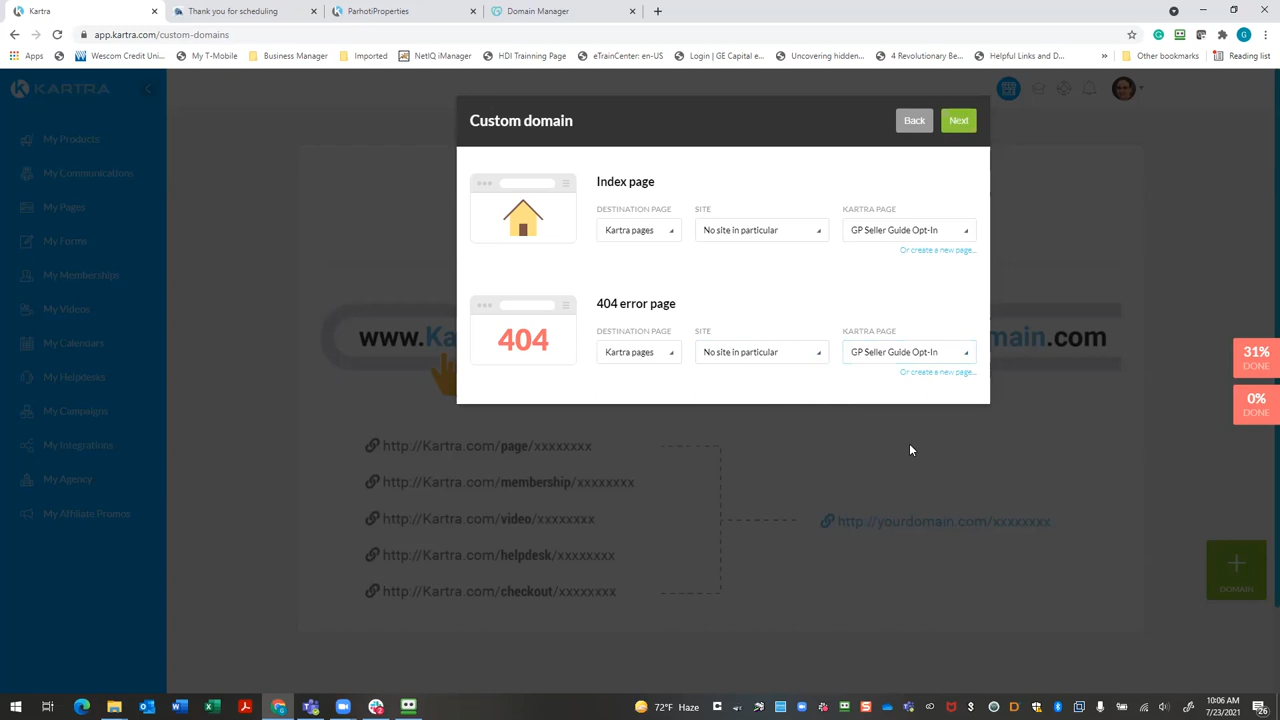 Kartra
Thank you for scheduling
ParhotiProperties
Domain Manager
app.kartra.com/custom-domains
G
Apps
Wescom Credit Uni...
My T-Mobile
Business Manager
Imported
NetIQ iManager
HDI Trainning Page
eTrainCenter: en-US
Login | GE Capital e...
Uncovering hidden...
4 Revolutionary Be...
Helpful Links and D...
»
Other bookmarks
Reading list
KARTRA
My Products
My Communications
My Pages
My Forms
My Memberships
My Videos
My Calendars
My Helpdesks
My Campaigns
My Integrations
My Agency
My Affiliate Promos
Custom domain
Back
Next
Index page
DESTINATION PAGE
SITE
KARTRA PAGE
Kartra pages
No site in particular
GP Seller Guide Opt-In
Or create a new page...
404
404 error page
DESTINATION PAGE
SITE
KARTRA PAGE
Kartra pages
No site in particular
GP Seller Guide Opt-In
Or create a new page...
www.Ka
main.com
http://Kartra.com/page/xxxxxxxx
http://Kartra.com/membership/xxxxxxxx
http://Kartra.com/video/xxxxxxxx
http://Kartra.com/helpdesk/xxxxxxxx
http://Kartra.com/checkout/xxxxxxxx
http://yourdomain.com/xxxxxxxx
31%
DONE
0%
DONE
DOMAIN
72°F Haze
10:06 AM
7/23/2021
26